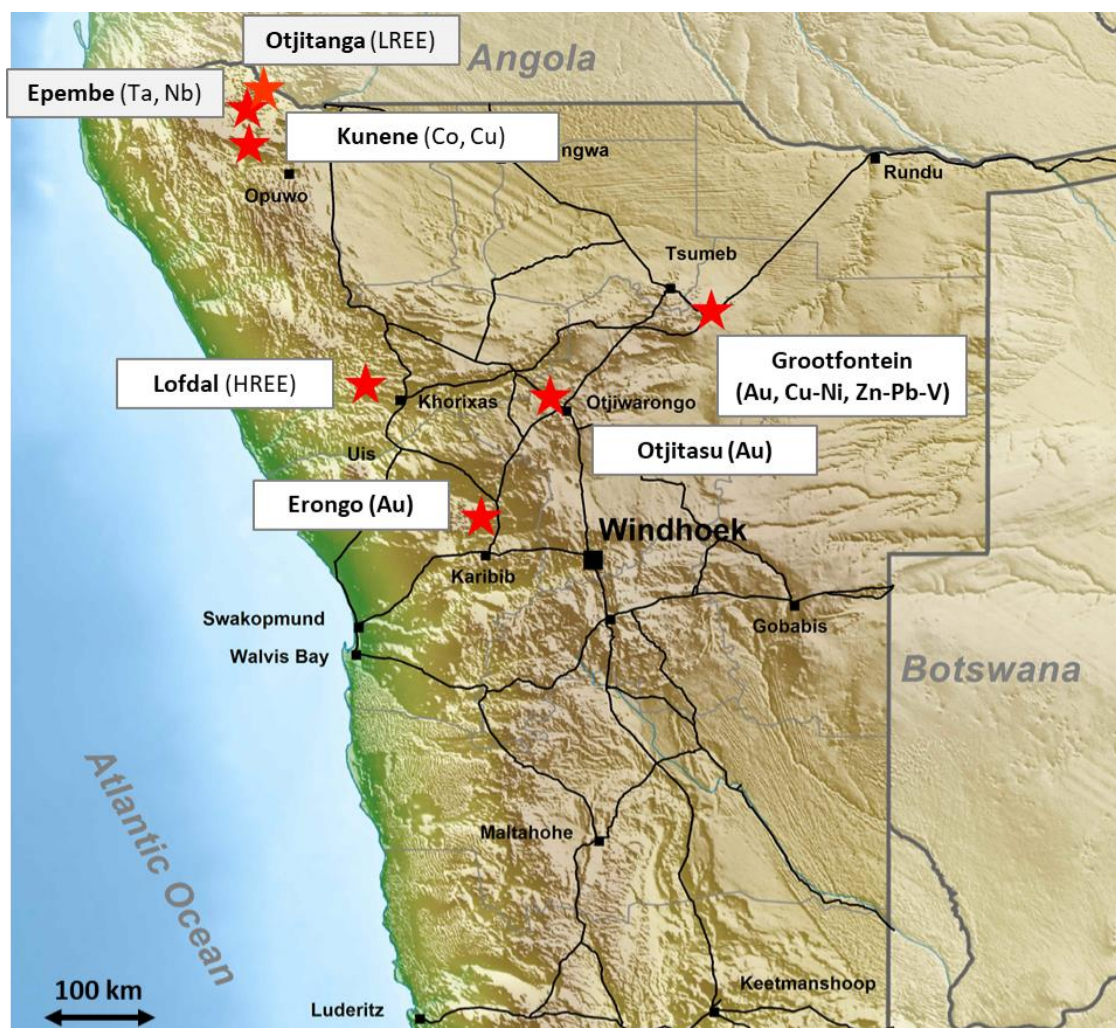 Otjitanga (LREE)
Angola
Epembe (Ta, Nb)
Kunene (Co, Cu)
ngwa
Rundu
Opuwo
Tsumeb
Grootfontein
(Au, Cu-Ni, Zn-Pb-V)
Lofdal (HREE)
Khorixas
Otjiwarongo
Uis
Otjitasu (Au)
Erongo (Au)
Windhoek
Karibib
Swakopmund
Gobabis
Walvis Bay
Botswana
Atlantic Ocean
Maltahohe
Keetmanshoop
100 km
Luderitz